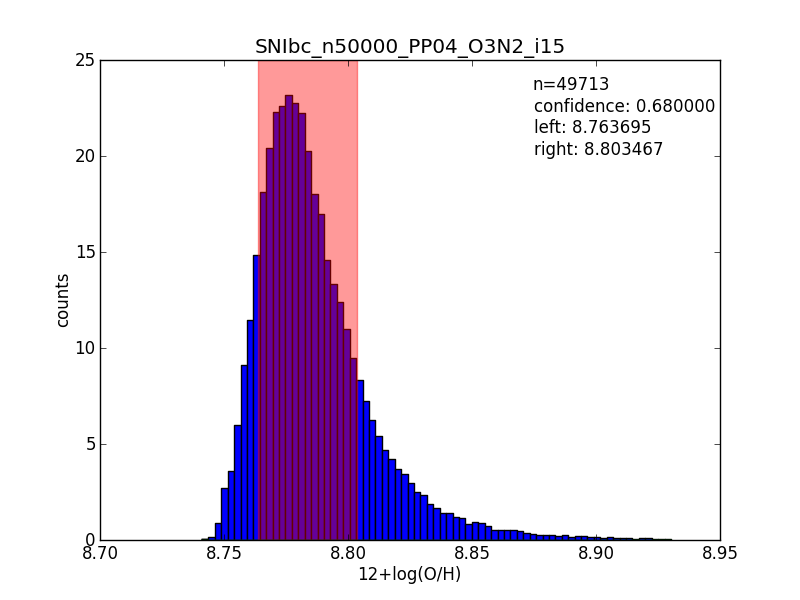 SNIbc_n50000_PP04_O3N2_i15
25
20
15
10
5
0
counts
n=49713
confidence: 0.680000
left: 8.763695
right: 8.803467
8.70 8.75 8.80 8.85 8.90 8.95
12+log(O/H)